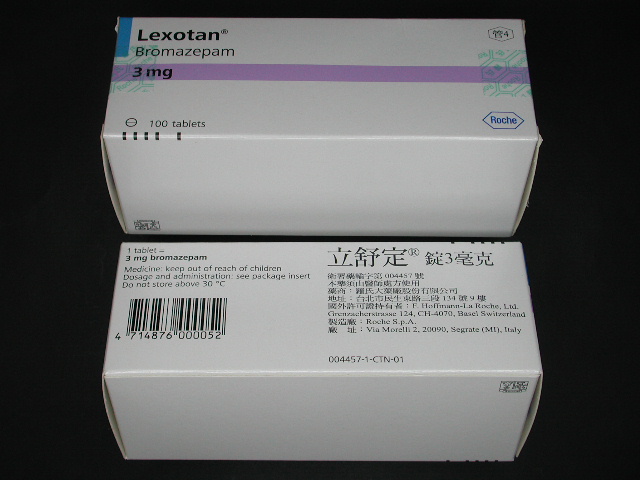 Lexotan®
Bromazepam
3 mg
管4
100 tablets
Roche
1 tablet =
3 mg bromazepam
Medicine: keep out of reach of children
Dosage and administration: see package insert
Do not store above 30 °C
4 714876 000052
立舒定® 錠3毫克
衛署藥輸字第 004457 號
本藥須由醫師處方使用
藥商：羅氏大藥廠股份有限公司
地址：台北市民生東路三段 134 號 9 樓
國外許可證持有者：F. Hoffmann-La Roche, Ltd.
Grenzacherstrasse 124, CH-4070, Basel Switzerland
製造廠：Roche S.p.A.
廠 址：Via Morelli 2, 20090, Segrate (MI), Italy
004457-1-CTN-01